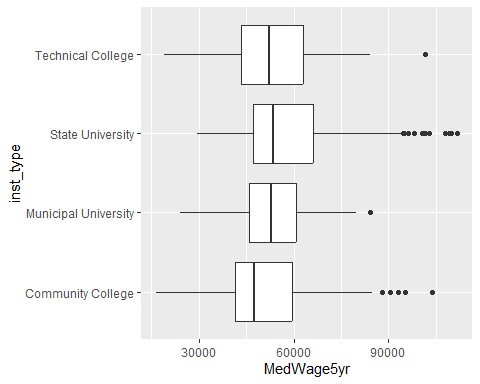 Technical College
State University
Municipal University
Community College
inst_type
30000 60000 90000
MedWage5yr